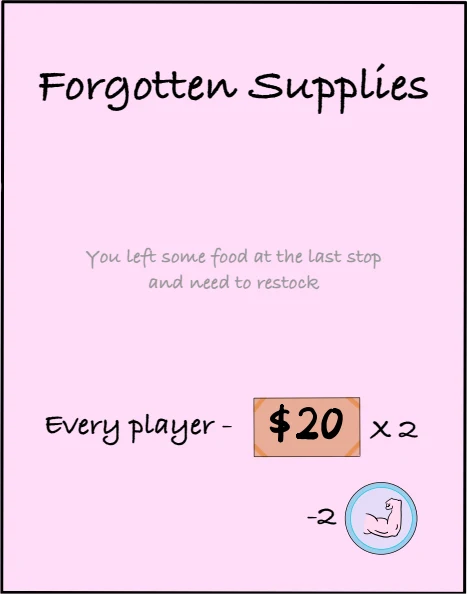 Forgotten Supplies
You left some food at the last stop
and need to restock
Every player - $20 x 2
-2